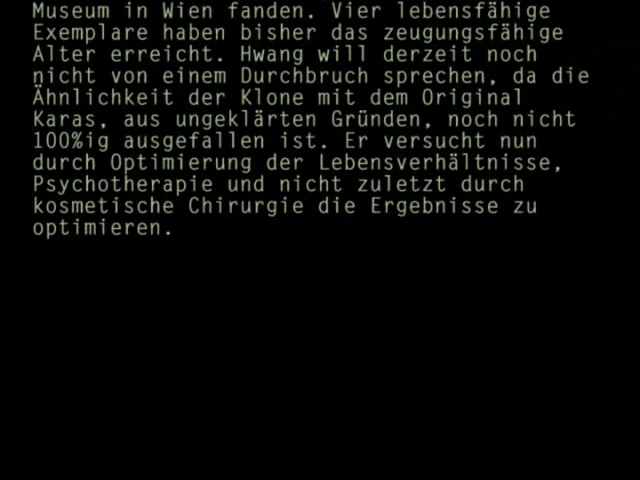 Museum in Wien fanden. Vier lebensfähige
Exemplare haben bisher das zeugungsfähige
Alter erreicht. Hwang will derzeit noch
nicht von einem Durchbruch sprechen, da die
Ähnlichkeit der Klone mit dem Original
Karas, aus ungeklärten Gründen, noch nicht
100%ig ausgefallen ist. Er versucht nun
durch Optimierung der Lebensverhältnisse,
Psychotherapie und nicht zuletzt durch
kosmetische Chirurgie die Ergebnisse zu
optimieren.